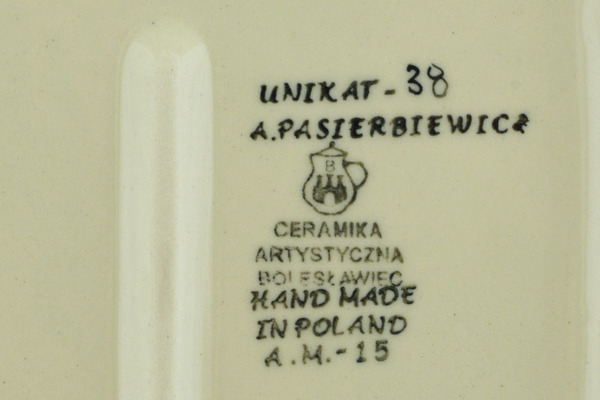 UNIKAT - 38
A.PASIERBIEWICZ
B
CERAMIKA
ARTYSTYCZNA
BOLESŁAWIEC
HAND MADE
IN POLAND
A.M.-15